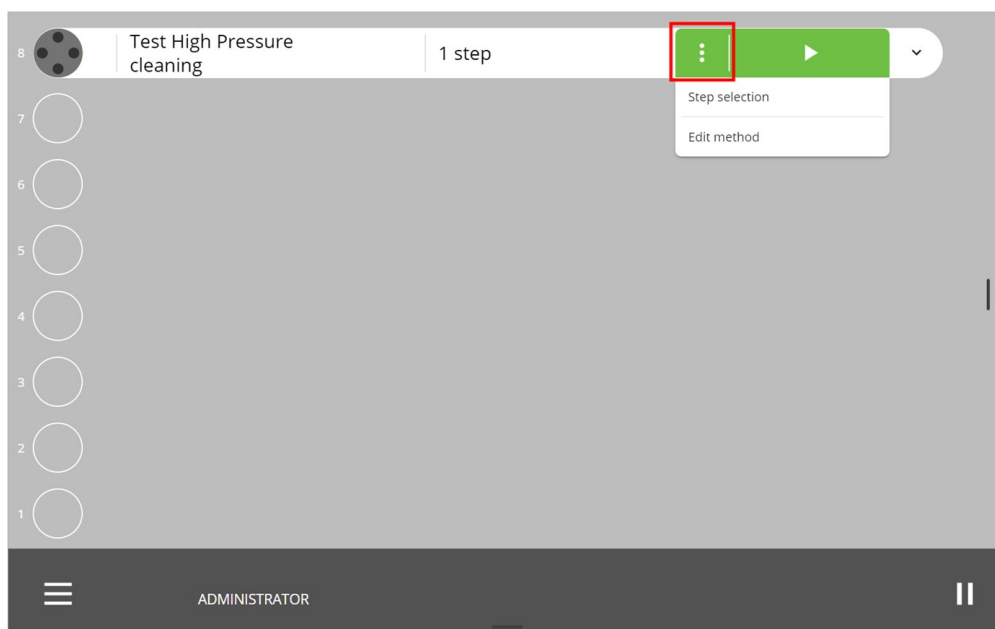 8
Test High Pressure
cleaning
1 step
Step selection
Edit method
7
6
5
4
3
2
1
ADMINISTRATOR